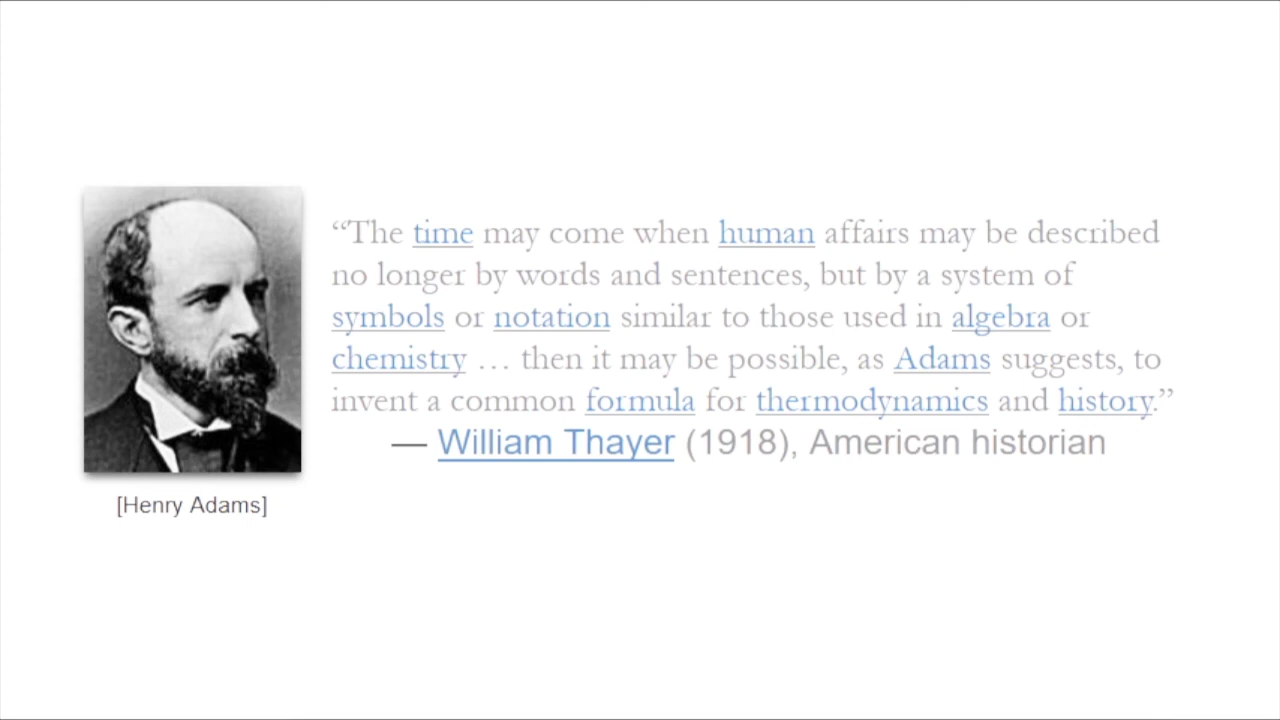 “The time may come when human affairs may be described
no longer by words and sentences, but by a system of
symbols or notation similar to those used in algebra or
chemistry … then it may be possible, as Adams suggests, to
invent a common formula for thermodynamics and history.”
— William Thayer (1918), American historian
[Henry Adams]